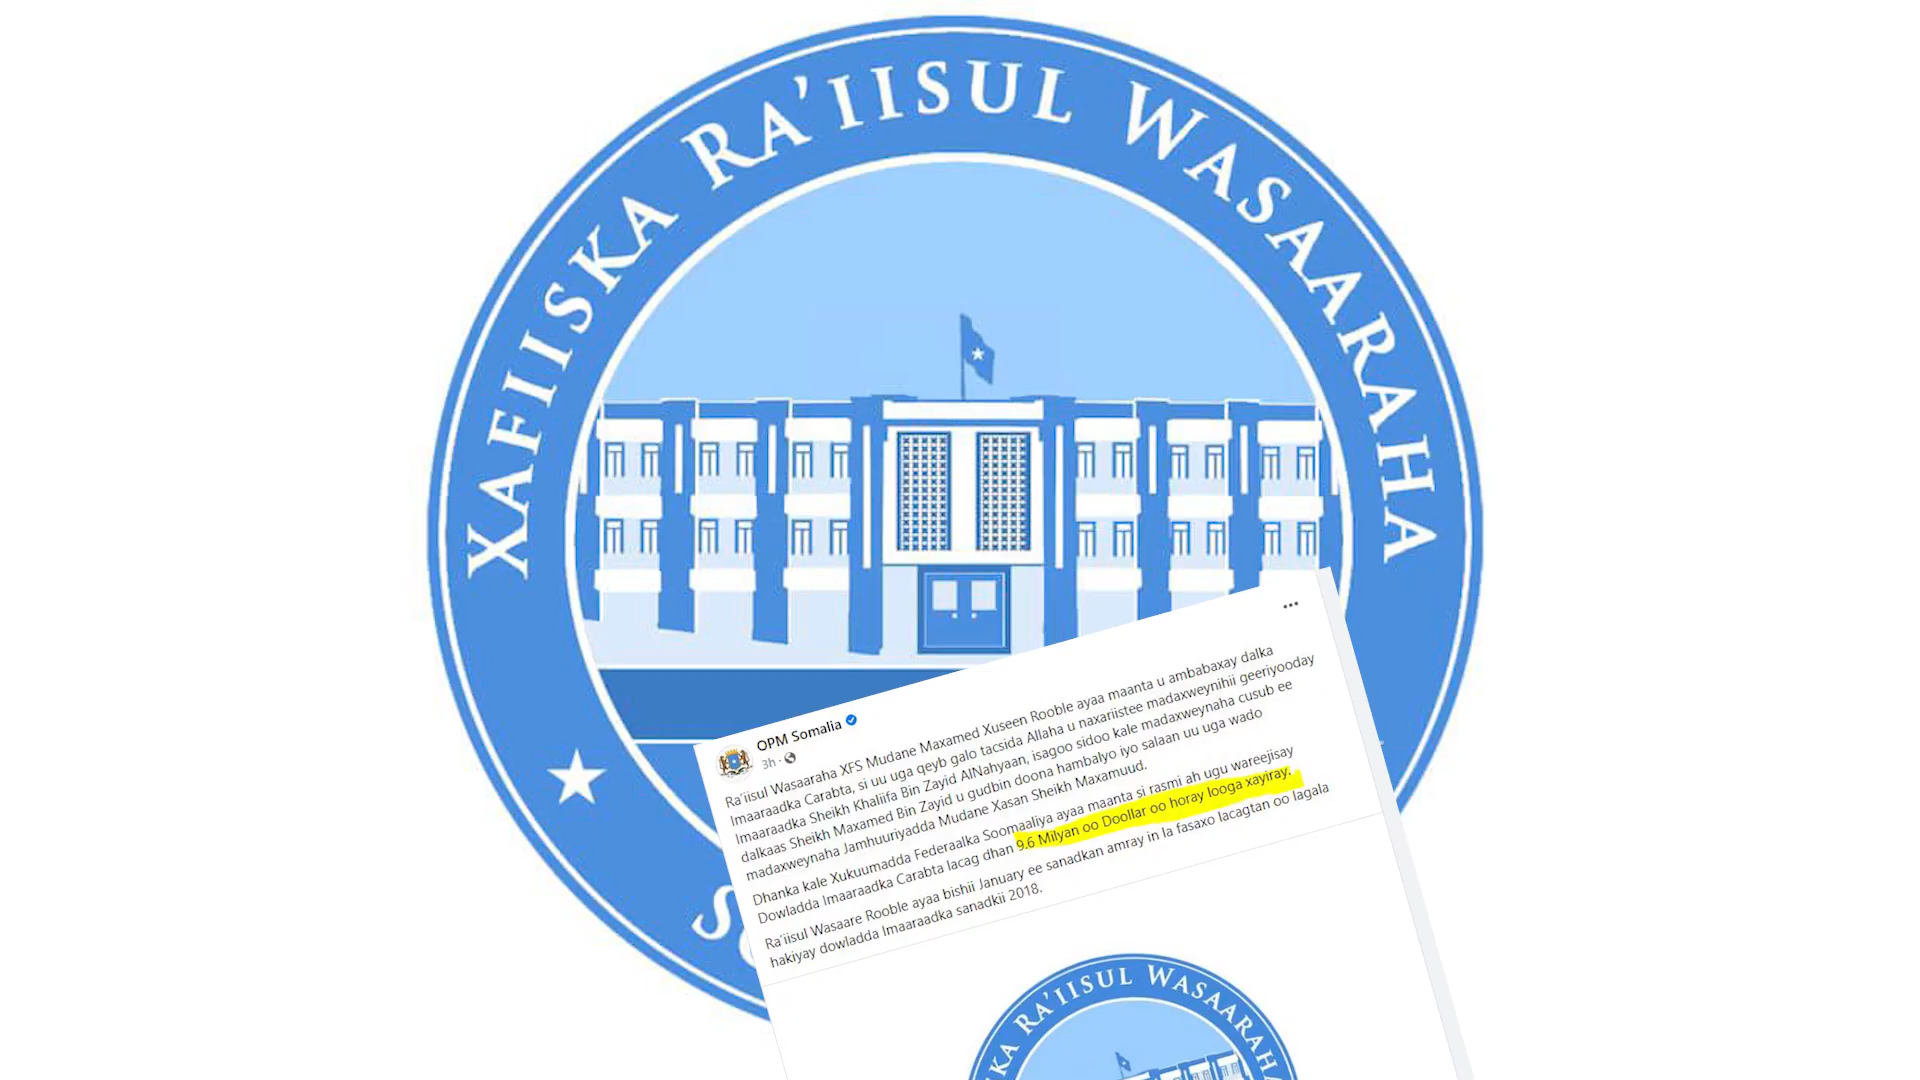 XAFIISKA RA'IISUL WASAARAHA
OPM Somalia
3h
Ra'iisul Wasaaraha XFS Mudane Maxamed Xuseen Rooble ayaa maanta u ambabaxay dalka
Imaaraadka Carabta, si uu uga qeyb galo tacsida Allaha u naxariistee madaxweynihii geeriyooday
Imaaraadka Sheikh Khaliifa Bin Zayid AlNahyaan, isagoo sidoo kale madaxweynaha cusub ee
dalkaas Sheikh Maxamed Bin Zayid u gudbin doona hambalyo iyo salaan uu uga wado
madaxweynaha Jamhuuriyadda Mudane Xasan Sheikh Maxamuud.
Dhanka kale Xukuumadda Federaalka Soomaaliya ayaa maanta si rasmi ah ugu wareejisay
Dowladda Imaaraadka Carabta lacag dhan 9.6 Milyan oo Doollar oo horay looga xayiray.
Ra'iisul Wasaare Rooble ayaa bishii January ee sanadkan amray in la fasaxo lacagtan oo lagala
hakiyay dowladda Imaaraadka sanadkii 2018.
RA'IISUL WASAARAHA